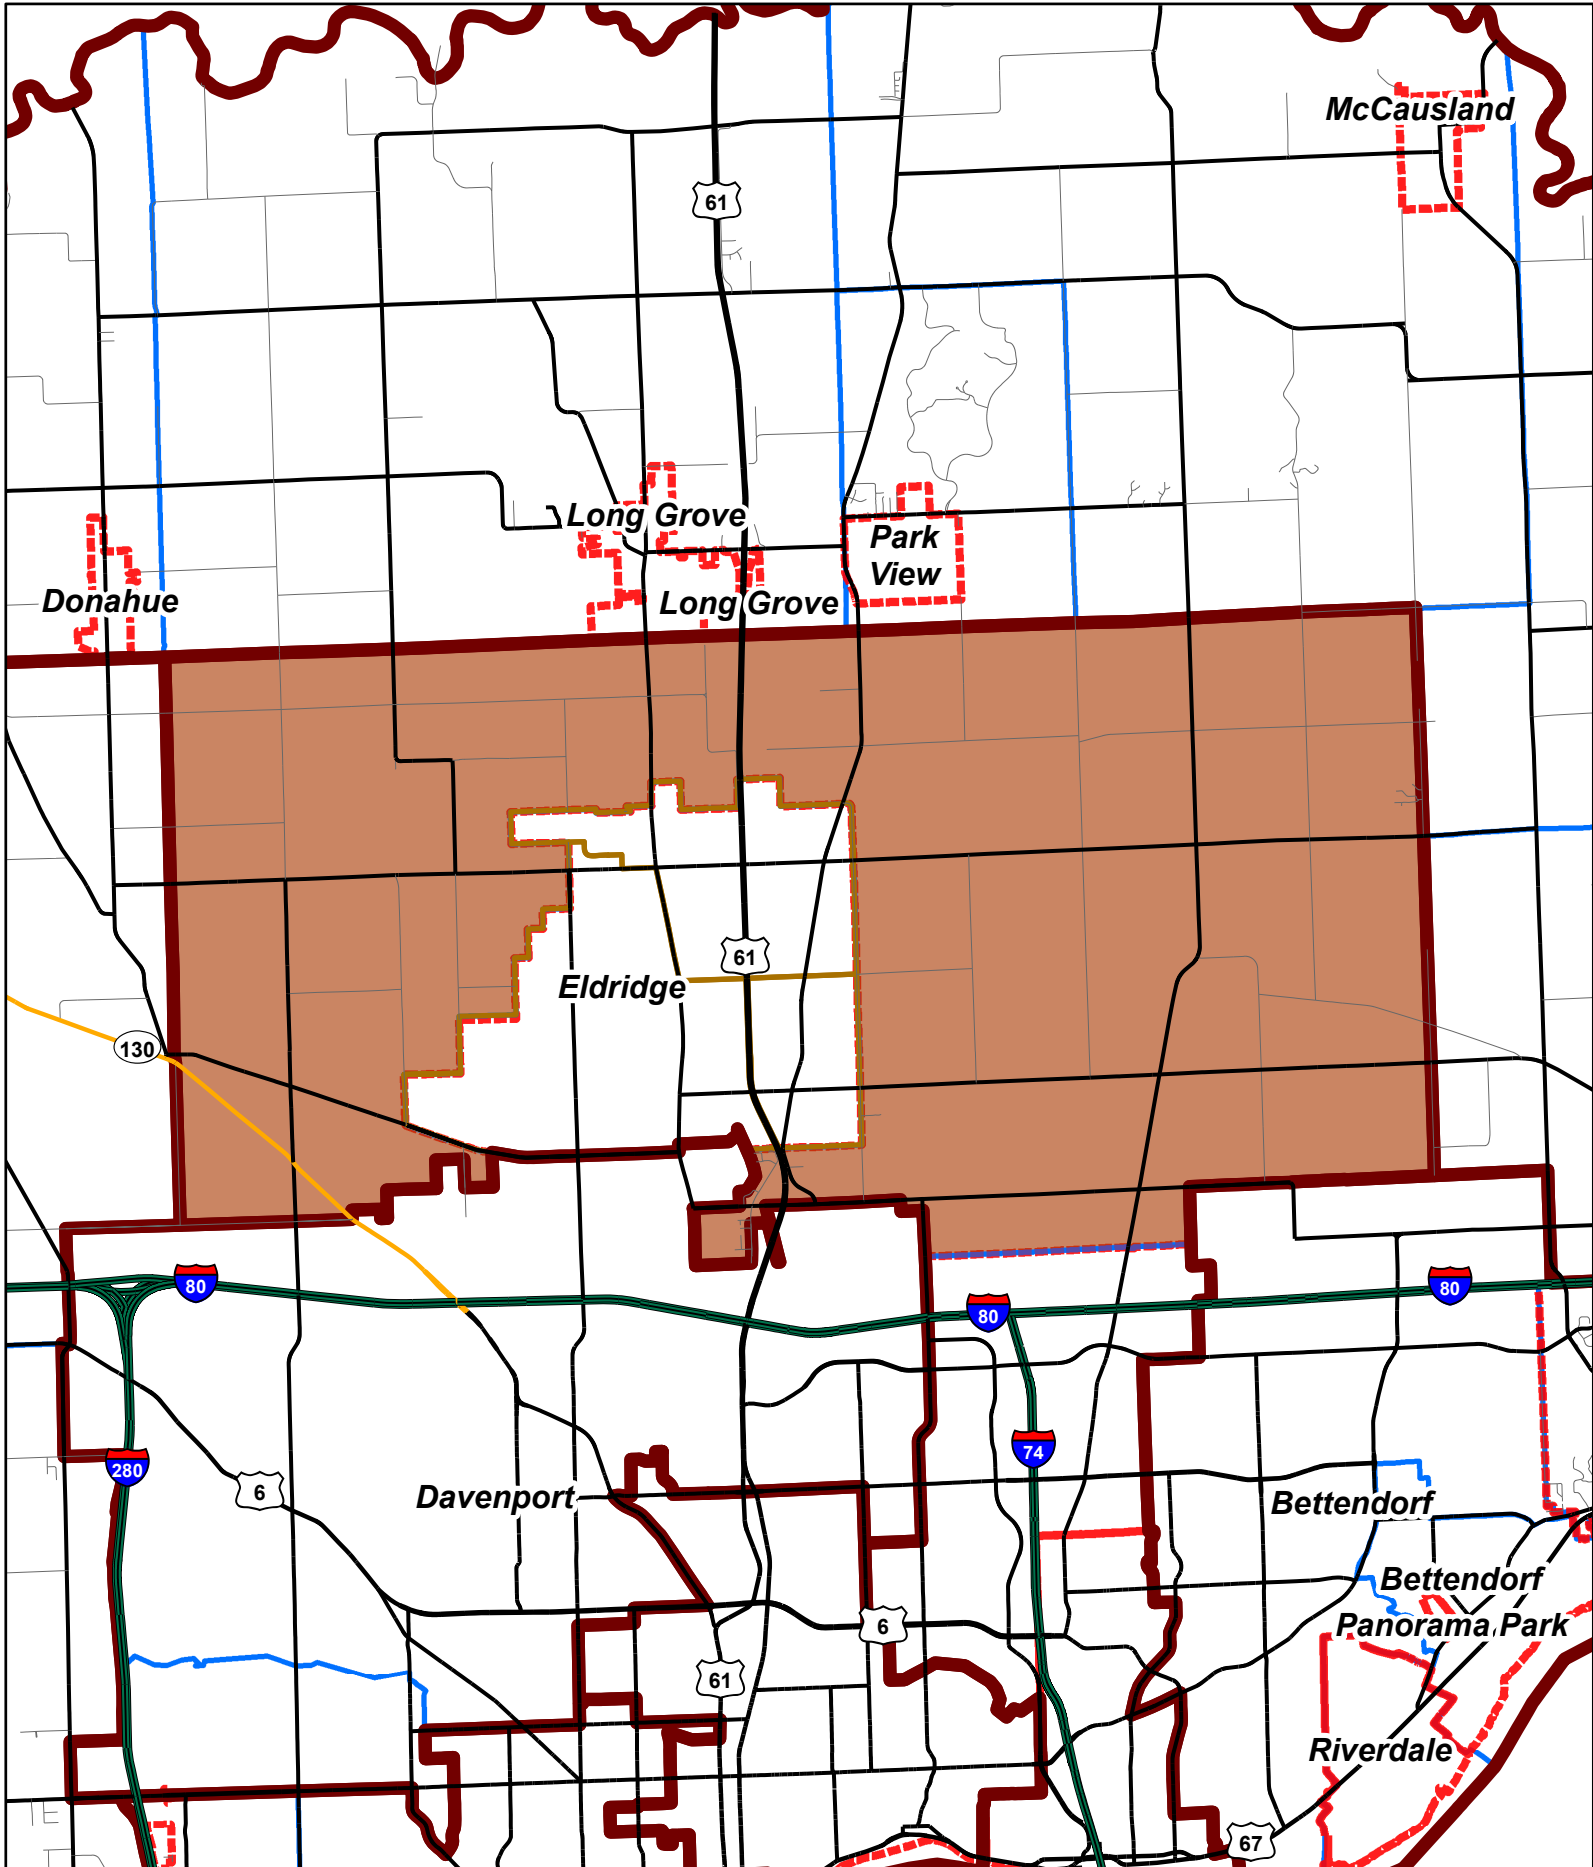 McCausland
61
Long Grove
Park
View
Donahue
Long Grove
61
Eldridge
130
80
80
80
74
280
6
Davenport
Bettendorf
Bettendorf
6
Panorama Park
61
Riverdale
67